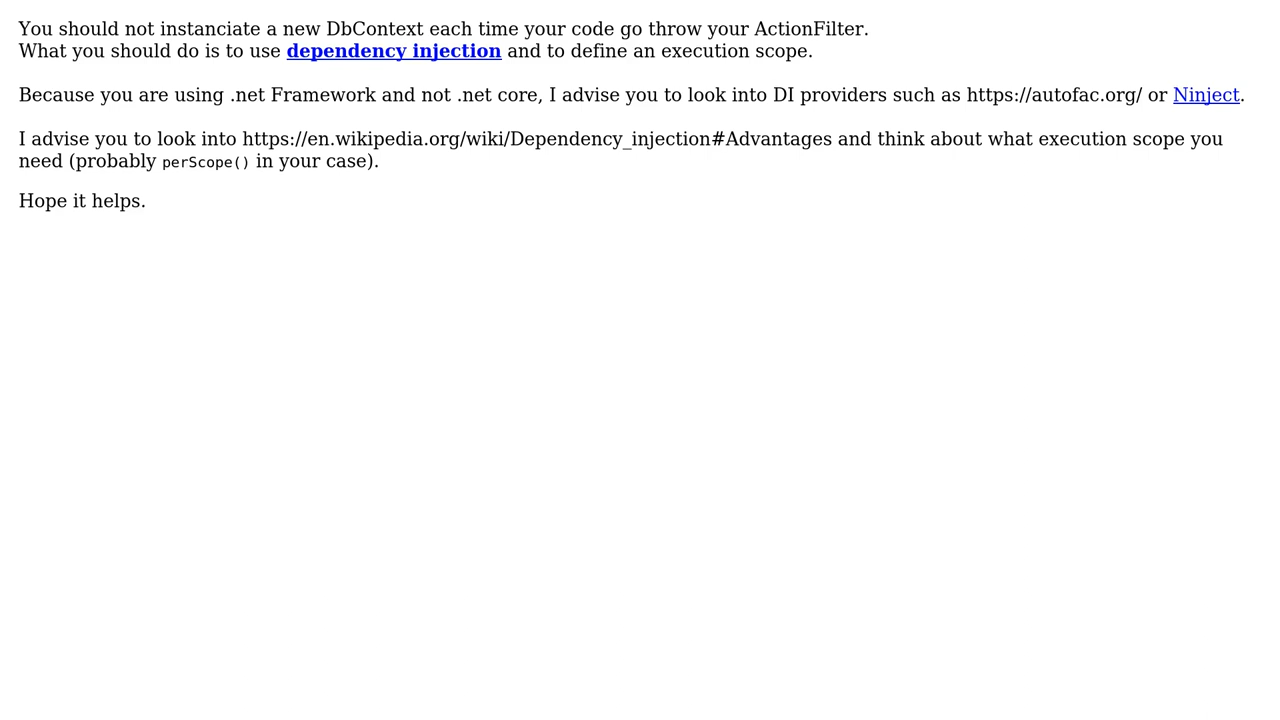 You should not instanciate a new DbContext each time your code go throw your ActionFilter.
What you should do is to use dependency injection and to define an execution scope.
Because you are using .net Framework and not .net core, I advise you to look into DI providers such as https://autofac.org/ or Ninject.
I advise you to look into https://en.wikipedia.org/wiki/Dependency_injection#Advantages and think about what execution scope you
need (probably perScope() in your case).
Hope it helps.